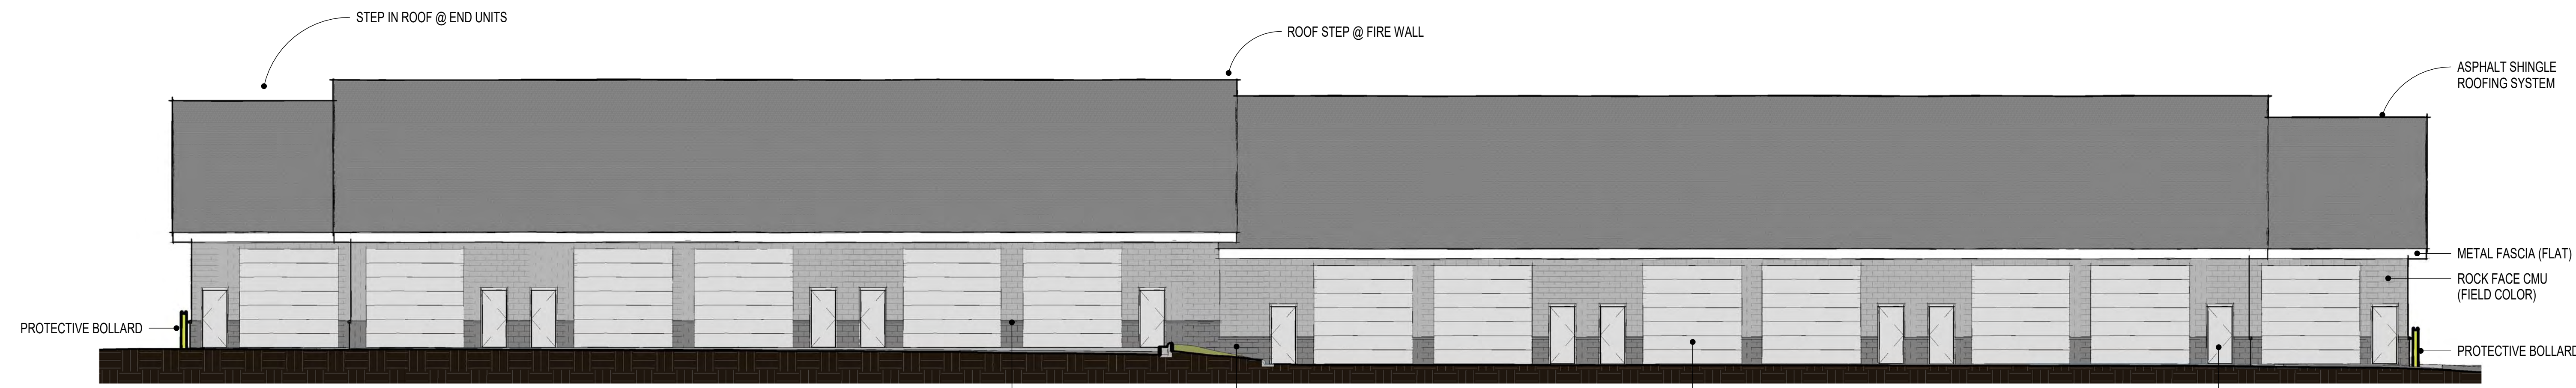 STEP IN ROOF @ END UNITS
ROOF STEP @ FIRE WALL
ASPHALT SHINGLE
ROOFING SYSTEM
METAL FASCIA (FLAT)
ROCK FACE CMU
(FIELD COLOR)
PROTECTIVE BOLLARD
PROTECTIVE BOLLARD